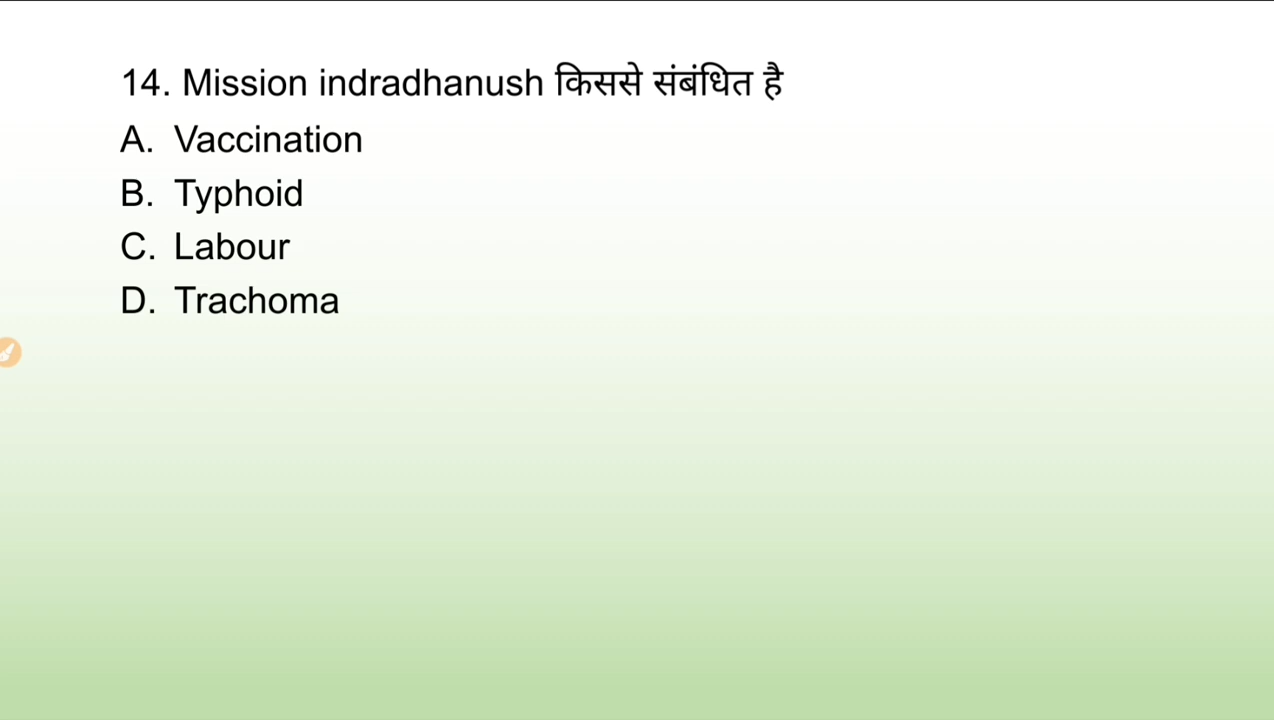 14. Mission indradhanush किससे संबंधित है
A. Vaccination
B. Typhoid
C. Labour
D. Trachoma